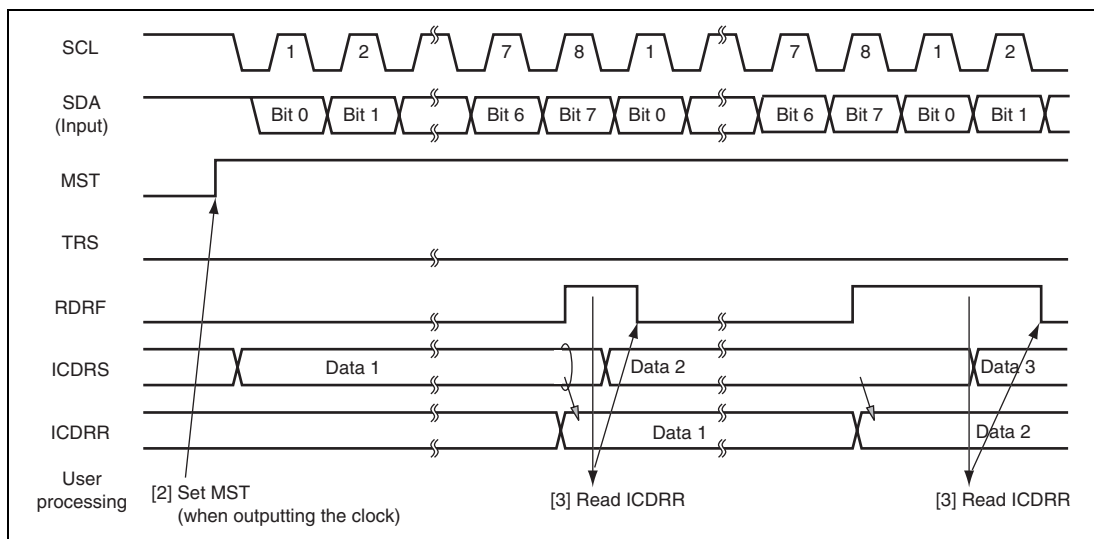 SCL 1 2 7 8 1 7 8 1 2
SDA
(Input) Bit 0 Bit 1 Bit 6 Bit 7 Bit 0 Bit 6 Bit 7 Bit 0 Bit 1
MST
TRS
RDRF
ICDRS Data 1 Data 2 Data 3
ICDRR Data 1 Data 2
User
processing
[2] Set MST
(when outputting the clock)
[3] Read ICDRR
[3] Read ICDRR